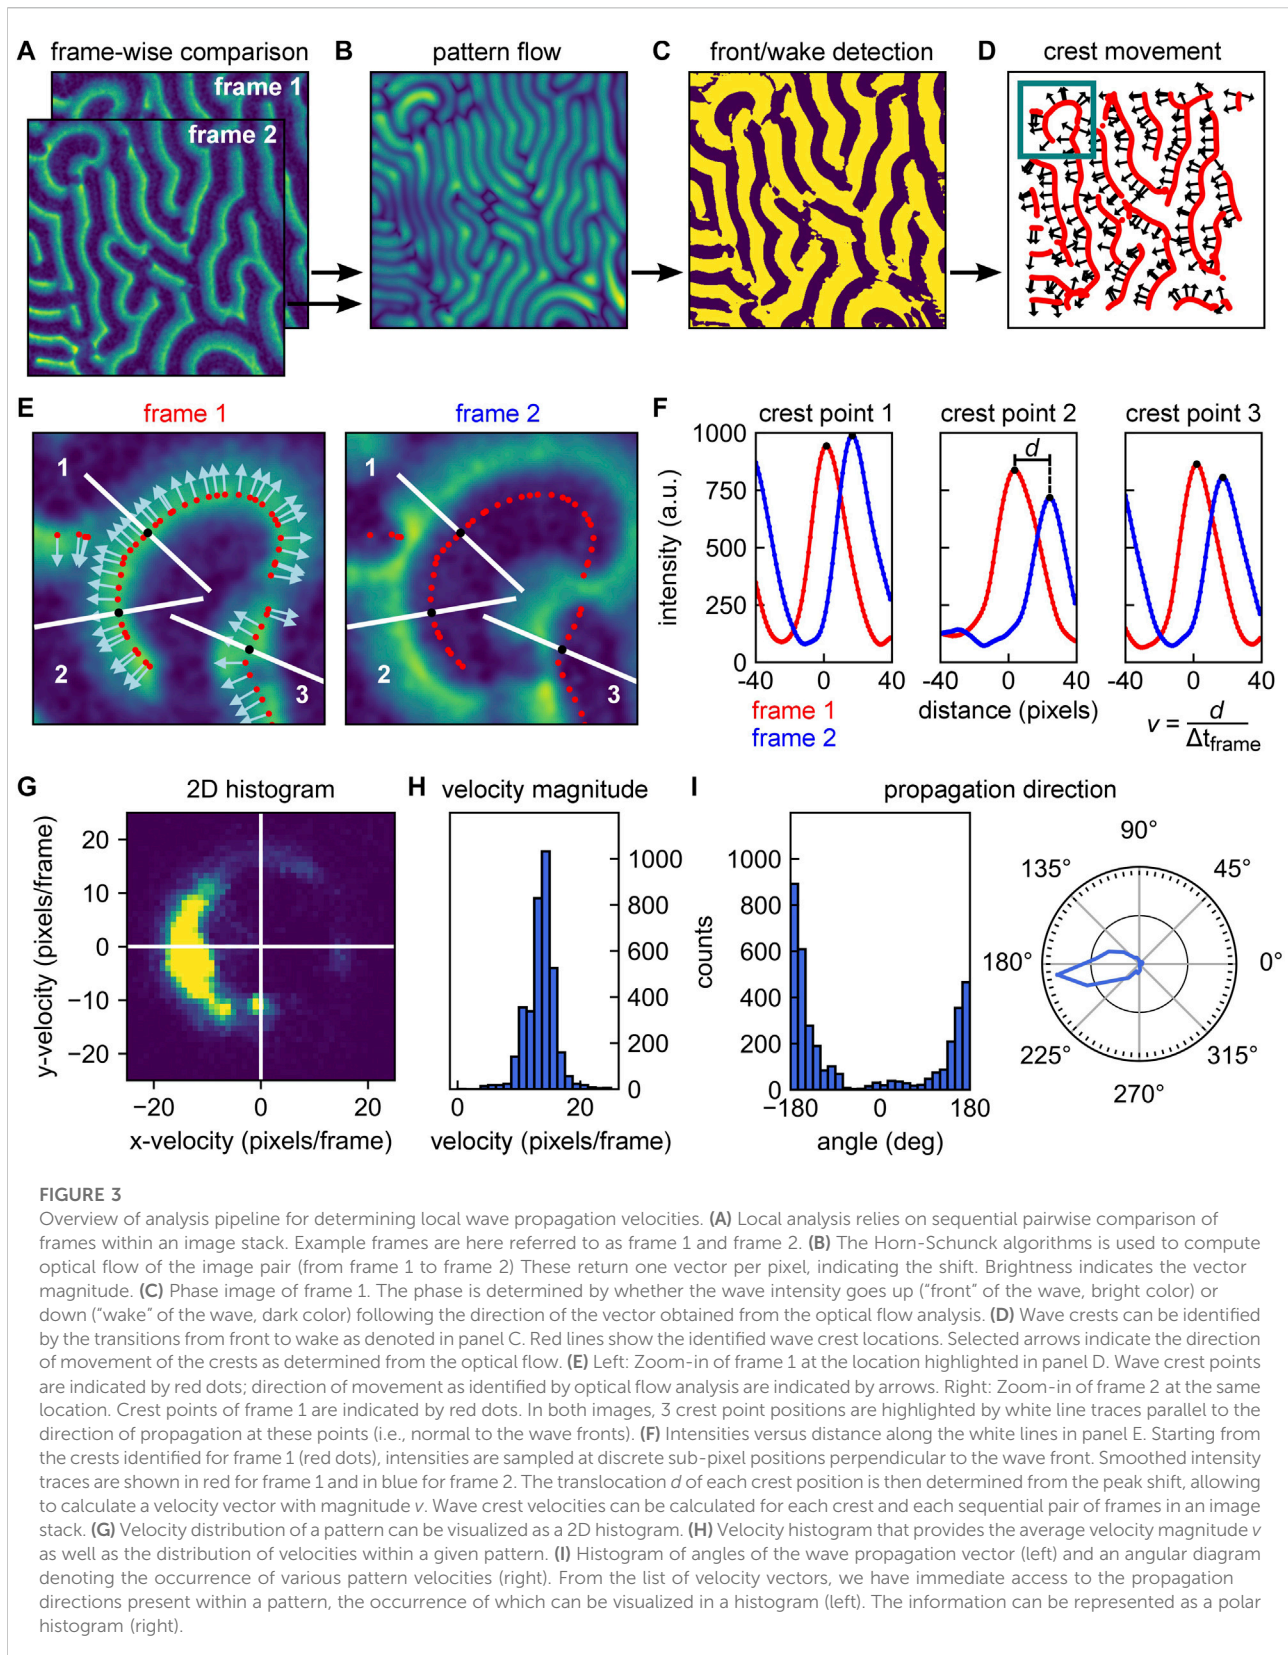 A frame-wise comparison
B pattern flow
C front/wake detection
D crest movement
frame 1
frame 2
E frame 1 frame 2
1
2
3
1
2
3
F crest point 1 crest point 2 crest point 3
intensity (a.u.)
1000
750
500
250
0
d
-40 0 40
-40 0 40
-40 0 40
frame 1
frame 2
distance (pixels)
v = d
Δtframe
G 2D histogram
y-velocity (pixels/frame)
20
10
0
−10
−20
−20 0 20
x-velocity (pixels/frame)
H velocity magnitude
1000
800
600
400
200
0
0 20
velocity (pixels/frame)
I propagation direction
counts
1000
800
600
400
200
0
−180 0 180
angle (deg)
90°
135° 45°
180° 0°
225° 315°
270°
FIGURE 3
Overview of analysis pipeline for determining local wave propagation velocities. (A) Local analysis relies on sequential pairwise comparison of
frames within an image stack. Example frames are here referred to as frame 1 and frame 2. (B) The Horn-Schunck algorithms is used to compute
optical flow of the image pair (from frame 1 to frame 2) These return one vector per pixel, indicating the shift. Brightness indicates the vector
magnitude. (C) Phase image of frame 1. The phase is determined by whether the wave intensity goes up (“front” of the wave, bright color) or
down (“wake” of the wave, dark color) following the direction of the vector obtained from the optical flow analysis. (D) Wave crests can be identified
by the transitions from front to wake as denoted in panel C. Red lines show the identified wave crest locations. Selected arrows indicate the direction
of movement of the crests as determined from the optical flow. (E) Left: Zoom-in of frame 1 at the location highlighted in panel D. Wave crest points
are indicated by red dots; direction of movement as identified by optical flow analysis are indicated by arrows. Right: Zoom-in of frame 2 at the same
location. Crest points of frame 1 are indicated by red dots. In both images, 3 crest point positions are highlighted by white line traces parallel to the
direction of propagation at these points (i.e., normal to the wave fronts). (F) Intensities versus distance along the white lines in panel E. Starting from
the crests identified for frame 1 (red dots), intensities are sampled at discrete sub-pixel positions perpendicular to the wave front. Smoothed intensity
traces are shown in red for frame 1 and in blue for frame 2. The translocation d of each crest position is then determined from the peak shift, allowing
to calculate a velocity vector with magnitude v. Wave crest velocities can be calculated for each crest and each sequential pair of frames in an image
stack. (G) Velocity distribution of a pattern can be visualized as a 2D histogram. (H) Velocity histogram that provides the average velocity magnitude v
as well as the distribution of velocities within a given pattern. (I) Histogram of angles of the wave propagation vector (left) and an angular diagram
denoting the occurrence of various pattern velocities (right). From the list of velocity vectors, we have immediate access to the propagation
directions present within a pattern, the occurrence of which can be visualized in a histogram (left). The information can be represented as a polar
histogram (right).